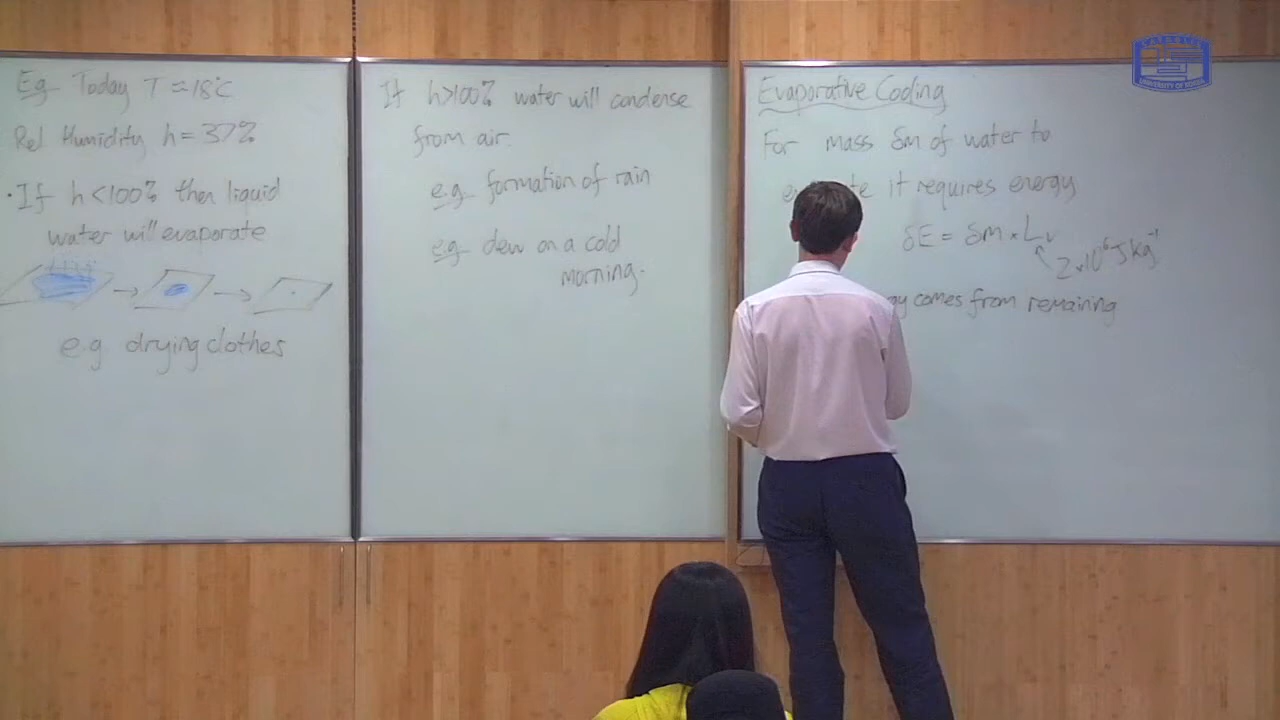 Eg Today T ≈ 18°C
Rel Humidity h = 37%
·If h<100% then liquid
water will evaporate
e.g drying clothes
If h>100% water will condense
from air.
e.g. formation of rain
e.g. dew on a cold
morning.
Evaporative Cooling
For mass δm of water to
it requires energy
δE = δm × Lv
2×10⁶ J kg⁻¹
comes from remaining
CATHOLIC